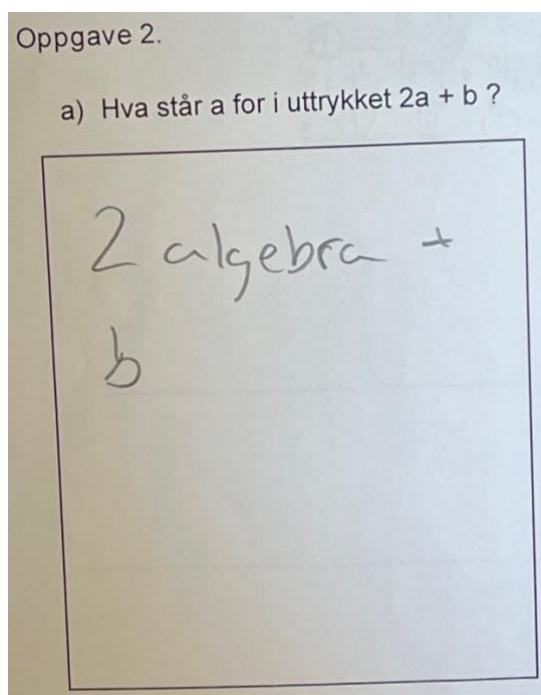 Oppgave 2.
a) Hva står a for i uttrykket 2a + b ?
2 algebra +
b